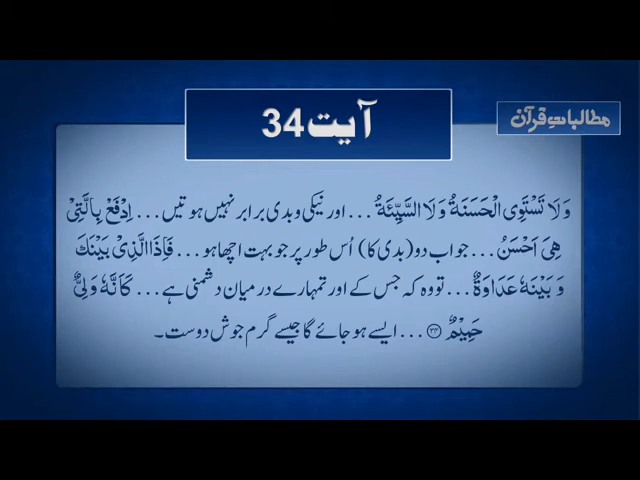 آیت 34
مطالباتِ قرآن
وَلَا تَسْتَوِی الْحَسَنَةُ وَلَا السَّیِّئَةُ ... اور نیکی و بدی برابر نہیں ہوتیں ... اِدْفَعْ بِالَّتِیْ
هِیَ اَحْسَنُ ... جواب دو (بدی کا) اُس طور پر جو بہت اچھا ہو ... فَاِذَا الَّذِیْ بَیْنَكَ
وَ بَیْنَهٗ عَدَاوَةٌ ... تو وہ کہ جس کے اور تمہارے درمیان دشمنی ہے ... كَاَنَّهٗ وَلِیٌّ
حَمِیْمٌ ﴿۳۴﴾ ... ایسے ہو جائے گا جیسے گرم جوش دوست۔